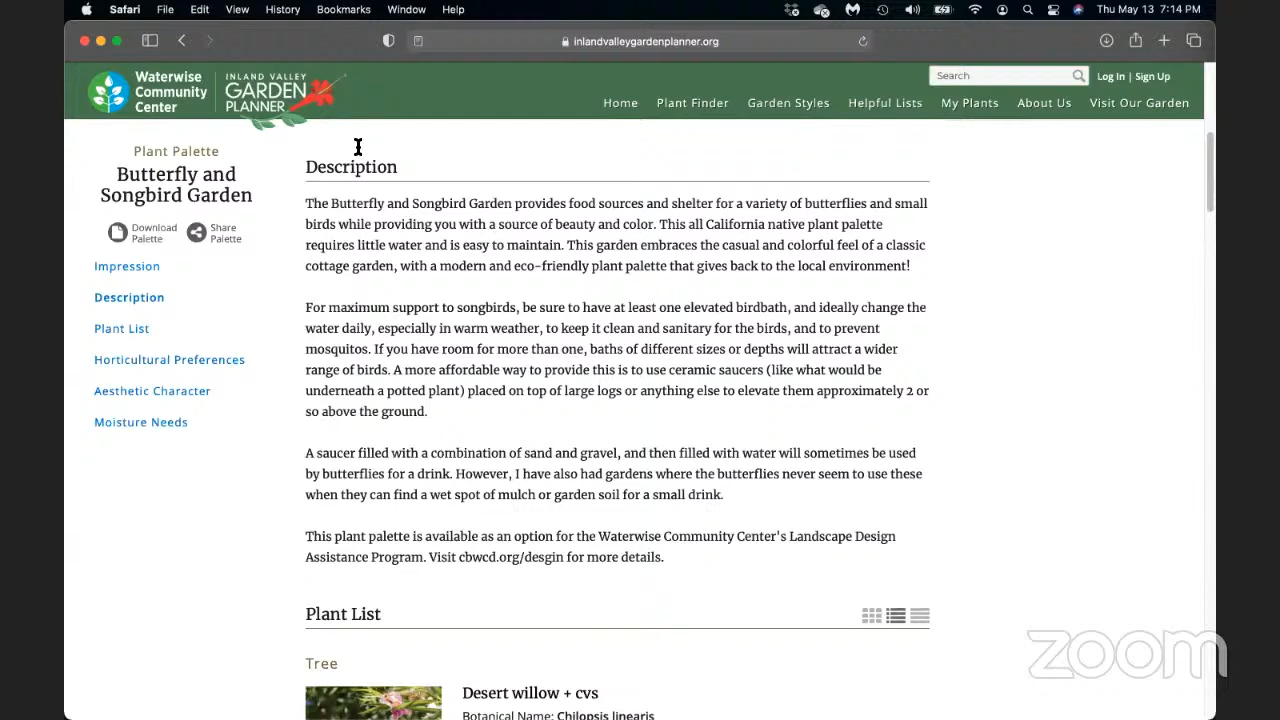 Safari File Edit View History Bookmarks Window Help Thu May 13 7:14 PM
inlandvalleygardenplanner.org
Waterwise
Community
Center
INLAND VALLEY
GARDEN
PLANNER
Search
Log In | Sign Up
Home Plant Finder Garden Styles Helpful Lists My Plants About Us Visit Our Garden
Plant Palette
Butterfly and
Songbird Garden
Download
Palette
Share
Palette
Impression
Description
Plant List
Horticultural Preferences
Aesthetic Character
Moisture Needs
Description
The Butterfly and Songbird Garden provides food sources and shelter for a variety of butterflies and small
birds while providing you with a source of beauty and color. This all California native plant palette
requires little water and is easy to maintain. This garden embraces the casual and colorful feel of a classic
cottage garden, with a modern and eco-friendly plant palette that gives back to the local environment!
For maximum support to songbirds, be sure to have at least one elevated birdbath, and ideally change the
water daily, especially in warm weather, to keep it clean and sanitary for the birds, and to prevent
mosquitos. If you have room for more than one, baths of different sizes or depths will attract a wider
range of birds. A more affordable way to provide this is to use ceramic saucers (like what would be
underneath a potted plant) placed on top of large logs or anything else to elevate them approximately 2 or
so above the ground.
A saucer filled with a combination of sand and gravel, and then filled with water will sometimes be used
by butterflies for a drink. However, I have also had gardens where the butterflies never seem to use these
when they can find a wet spot of mulch or garden soil for a small drink.
This plant palette is available as an option for the Waterwise Community Center's Landscape Design
Assistance Program. Visit cbwcd.org/desgin for more details.
Plant List
Tree
Desert willow + cvs
Botanical Name: Chilopsis linearis
zoom